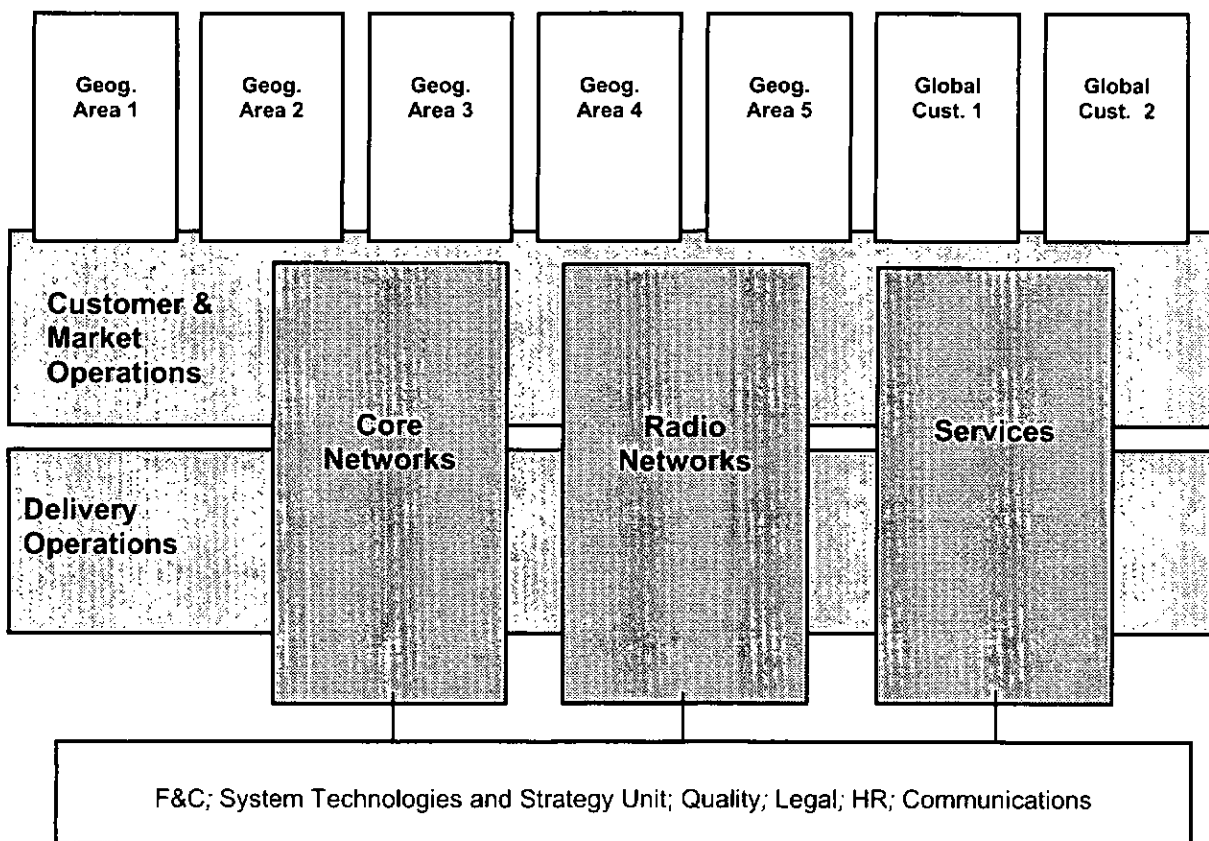 Geog.
Area 1
Geog.
Area 2
Geog.
Area 3
Geog.
Area 4
Geog.
Area 5
Global
Cust. 1
Global
Cust. 2
Customer &
Market
Operations
Core
Networks
Radio
Networks
Services
Delivery
Operations
F&C; System Technologies and Strategy Unit; Quality; Legal; HR; Communications